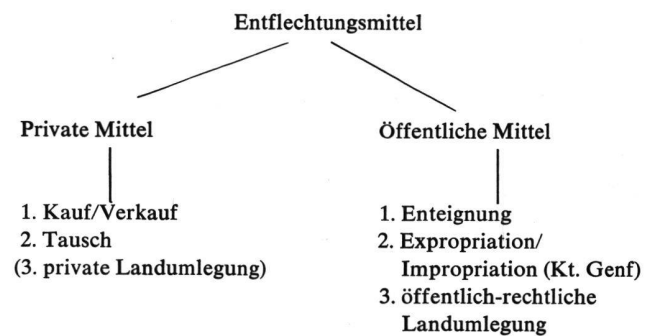 Entflechtungsmittel
Private Mittel
1. Kauf/Verkauf
2. Tausch
(3. private Landumlegung)
Öffentliche Mittel
1. Enteignung
2. Expropriation/
Impropriation (Kt. Genf)
3. öffentlich-rechtliche
Landumlegung